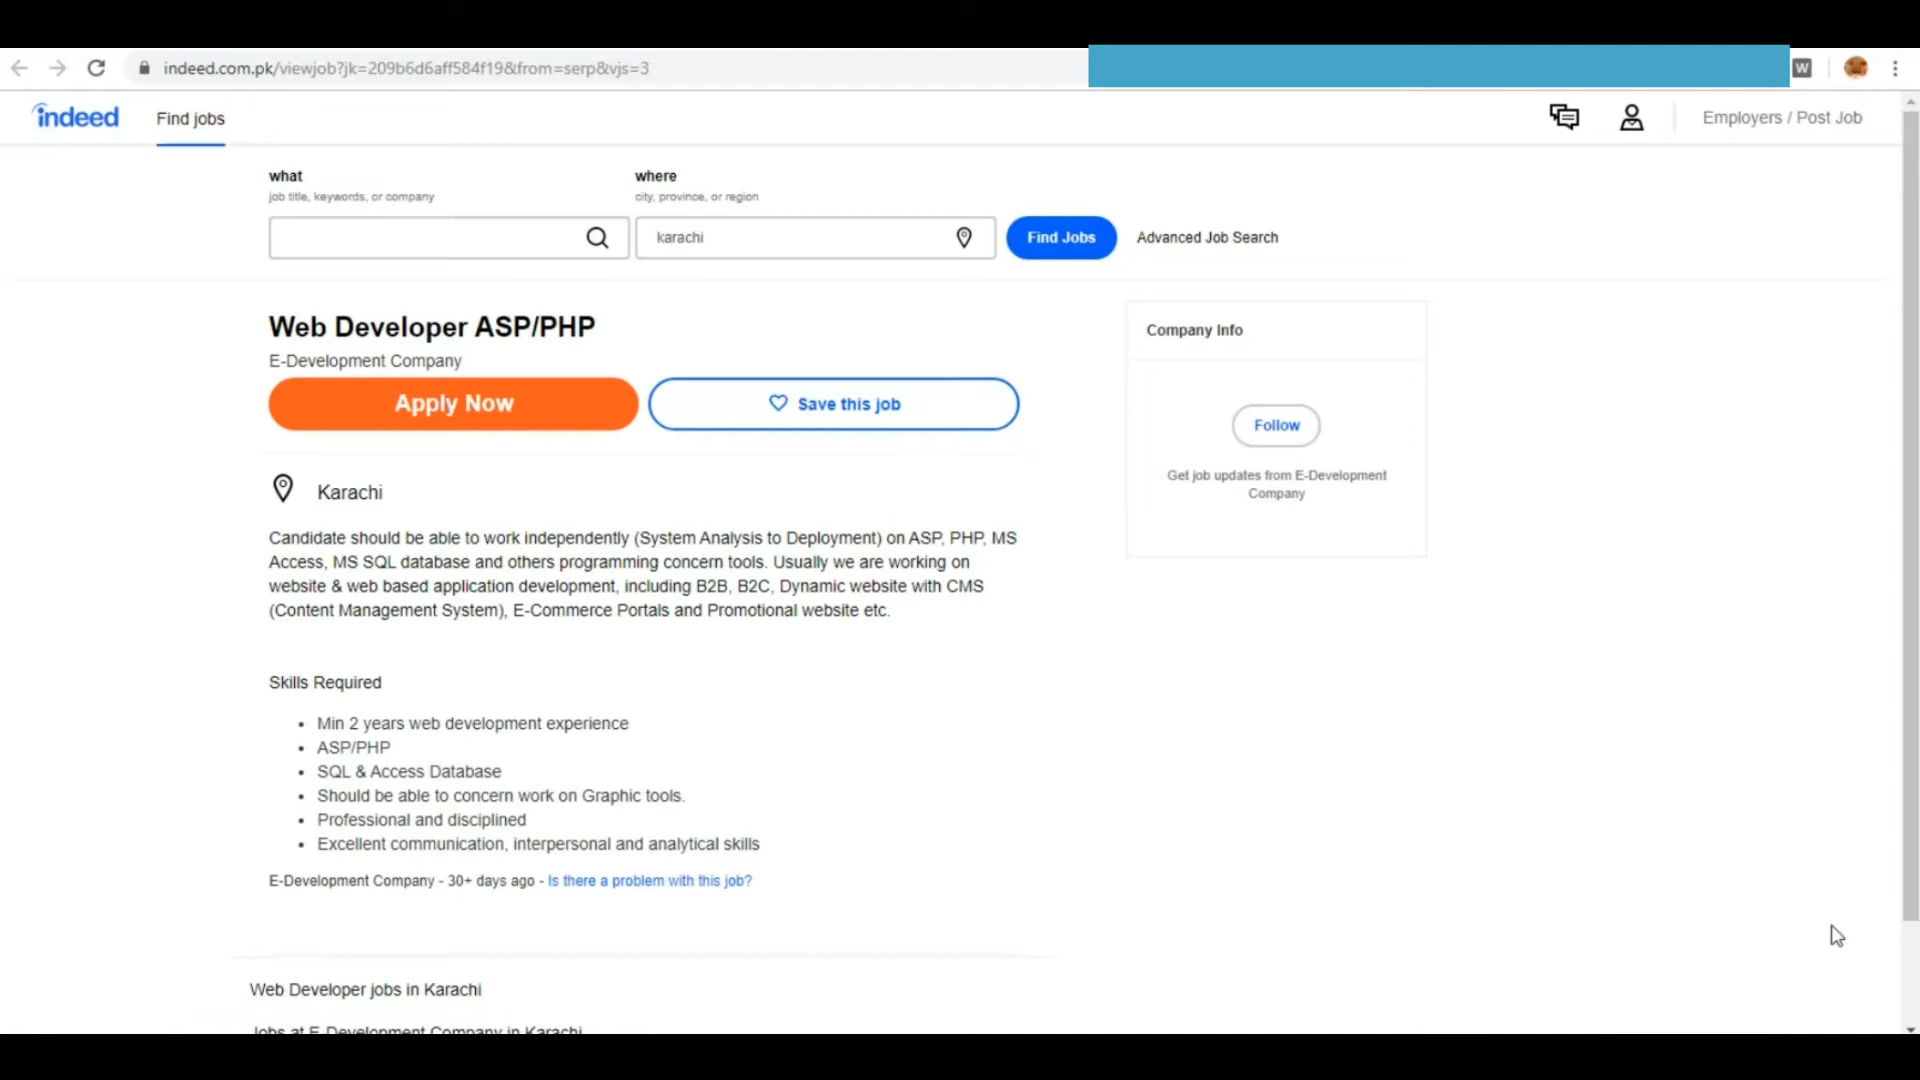 indeed.com.pk/viewjob?jk=209b6d6aff584f19&from=serp&vjs=3
W
indeed
Find jobs
Employers / Post Job
what
where
job title, keywords, or company
city, province, or region
karachi
Find Jobs
Advanced Job Search
Web Developer ASP/PHP
E-Development Company
Apply Now
Save this job
Company Info
Follow
Get job updates from E-Development
Company
Karachi
Candidate should be able to work independently (System Analysis to Deployment) on ASP, PHP, MS
Access, MS SQL database and others programming concern tools. Usually we are working on
website & web based application development, including B2B, B2C, Dynamic website with CMS
(Content Management System), E-Commerce Portals and Promotional website etc.
Skills Required
• Min 2 years web development experience
• ASP/PHP
• SQL & Access Database
• Should be able to concern work on Graphic tools.
• Professional and disciplined
• Excellent communication, interpersonal and analytical skills
E-Development Company - 30+ days ago - Is there a problem with this job?
Web Developer jobs in Karachi
Jobs at E-Development Company in Karachi